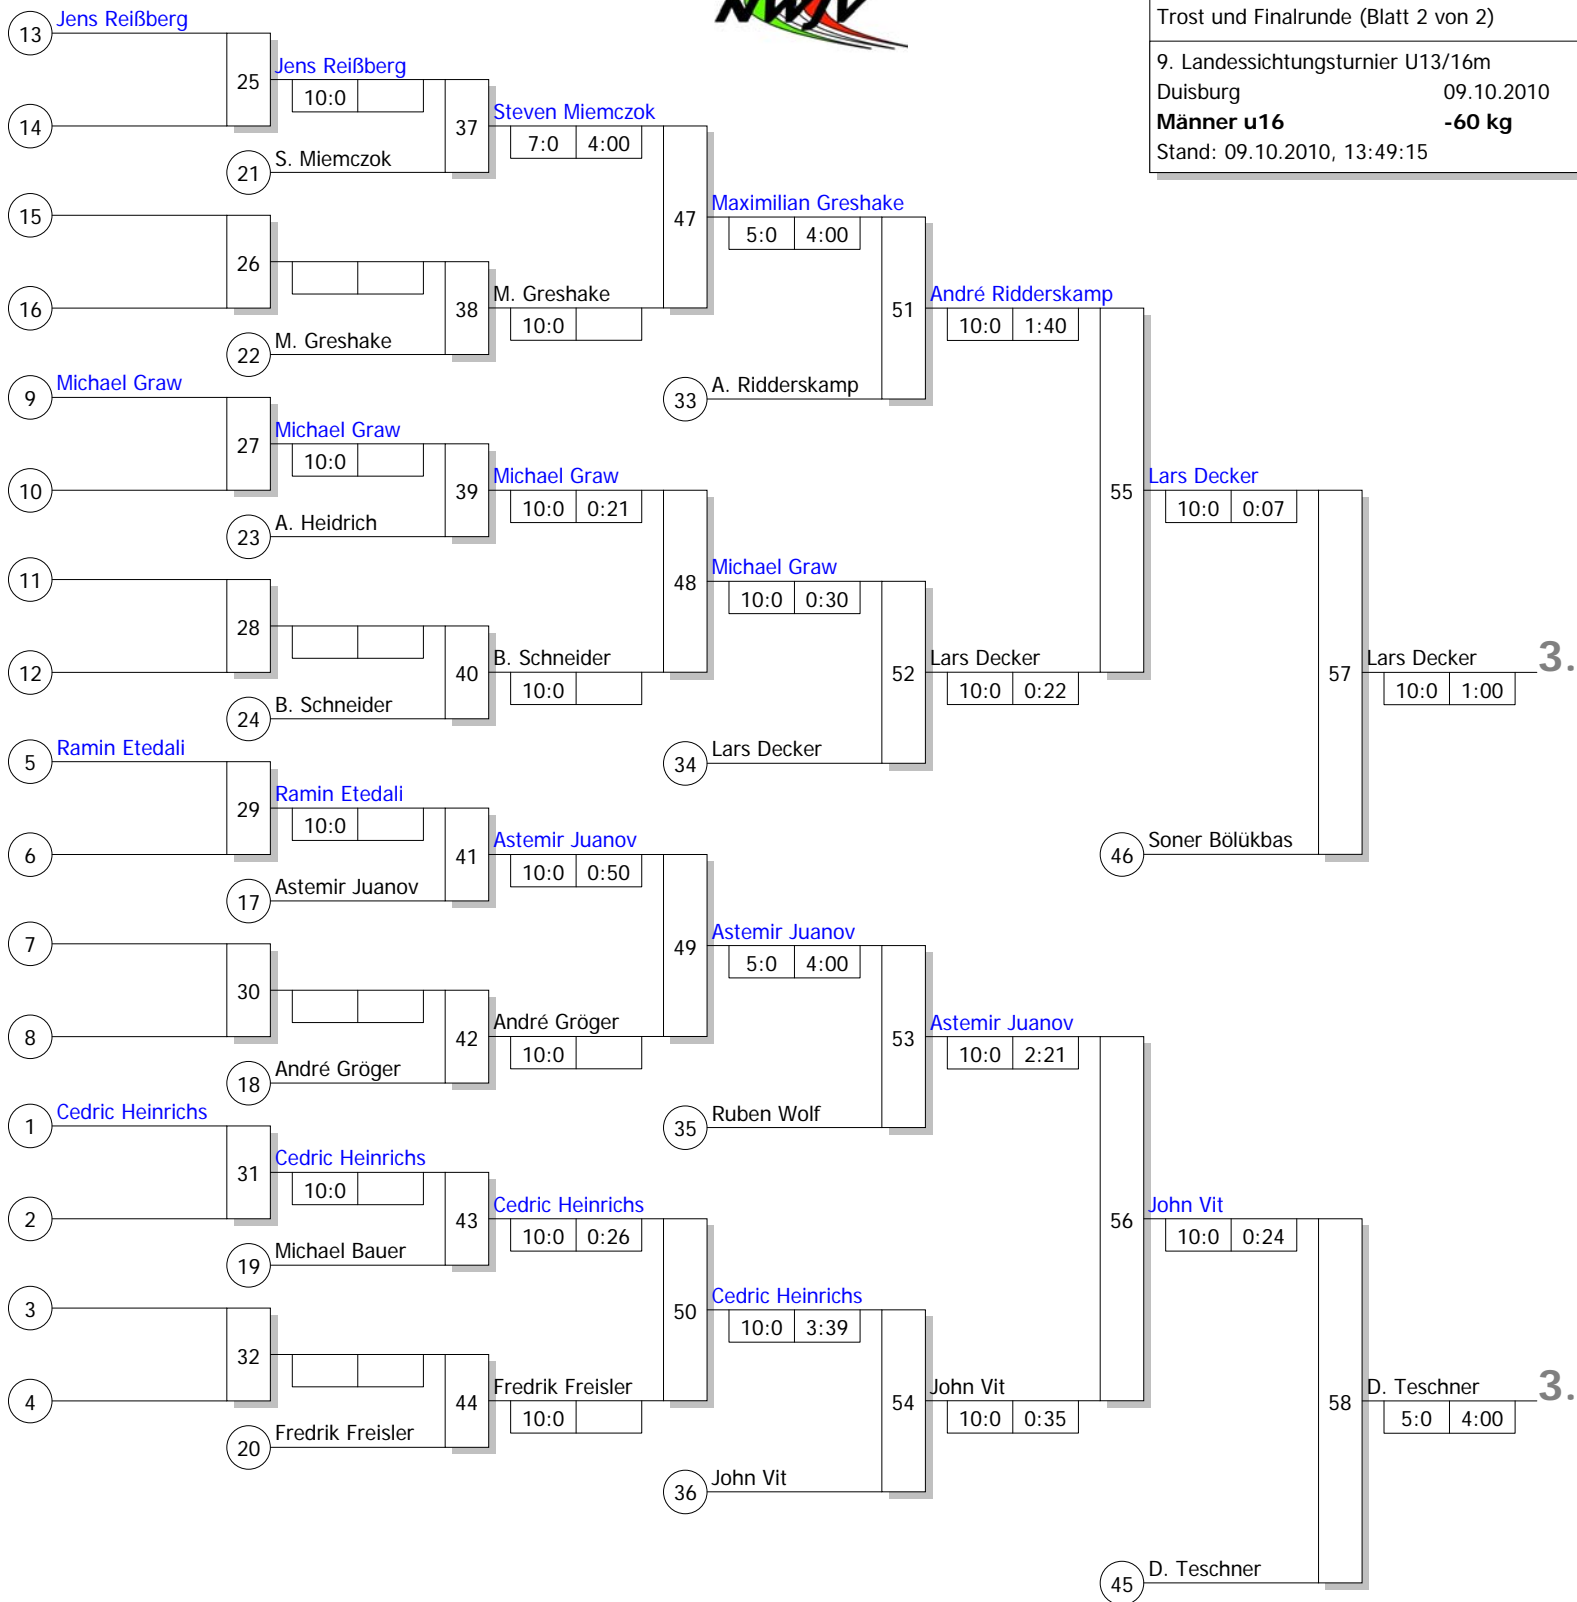 NWJV
Trost und Finalrunde (Blatt 2 von 2)
9. Landessichtungsturnier U13/16m
Duisburg 09.10.2010
Männer u16 -60 kg
Stand: 09.10.2010, 13:49:15
13 Jens Reißberg
25 Jens Reißberg
10:0
14
37 Steven Miemczok
7:0 4:00
21 S. Miemczok
15
47 Maximilian Greshake
5:0 4:00
26
16
38 M. Greshake
10:0
22 M. Greshake
51 André Ridderskamp
10:0 1:40
33 A. Ridderskamp
9 Michael Graw
27 Michael Graw
10:0
10
39 Michael Graw
10:0 0:21
23 A. Heidrich
55 Lars Decker
10:0 0:07
11
48 Michael Graw
10:0 0:30
28
12
40 B. Schneider
10:0
24 B. Schneider
52 Lars Decker
10:0 0:22
57 Lars Decker 3.
10:0 1:00
34 Lars Decker
5 Ramin Etedali
29 Ramin Etedali
10:0
6
41 Astemir Juanov
10:0 0:50
46 Soner Bölükbas
17 Astemir Juanov
7
49 Astemir Juanov
5:0 4:00
30
8
42 André Gröger
10:0
18 André Gröger
53 Astemir Juanov
10:0 2:21
35 Ruben Wolf
1 Cedric Heinrichs
31 Cedric Heinrichs
10:0
2
43 Cedric Heinrichs
10:0 0:26
19 Michael Bauer
56 John Vit
10:0 0:24
3
50 Cedric Heinrichs
10:0 3:39
32
4
44 Fredrik Freisler
10:0
20 Fredrik Freisler
54 John Vit
10:0 0:35
58 D. Teschner 3.
5:0 4:00
36 John Vit
45 D. Teschner